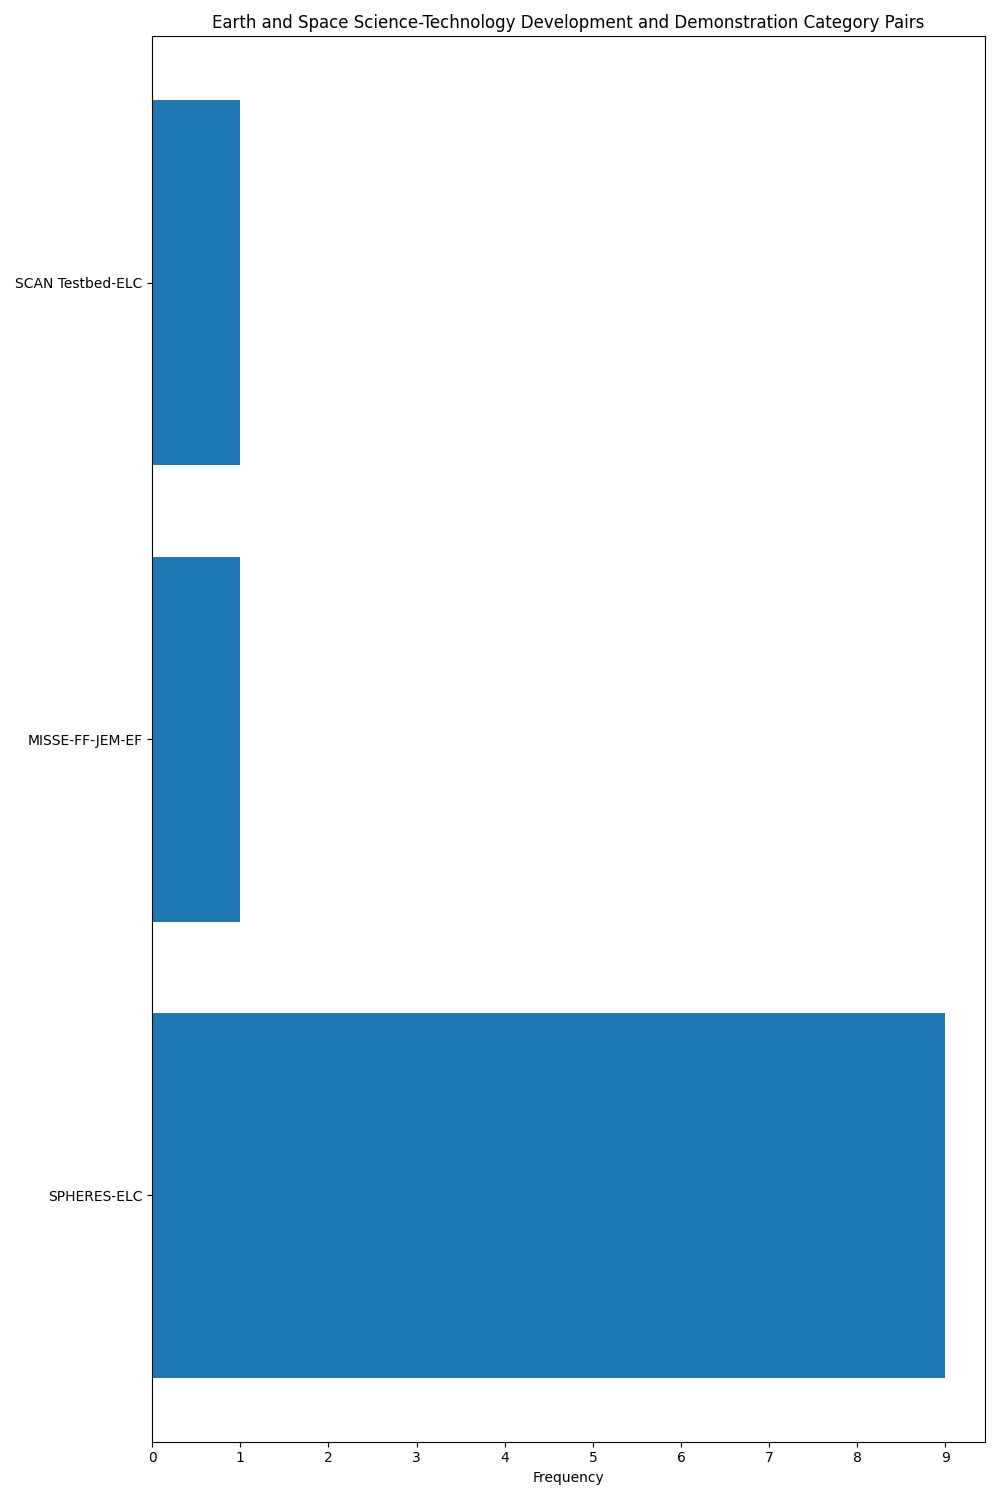 Earth and Space Science-Technology Development and Demonstration Category Pairs
SCAN Testbed-ELC
MISSE-FF-JEM-EF
SPHERES-ELC
0 1 2 3 4 5 6 7 8 9
Frequency